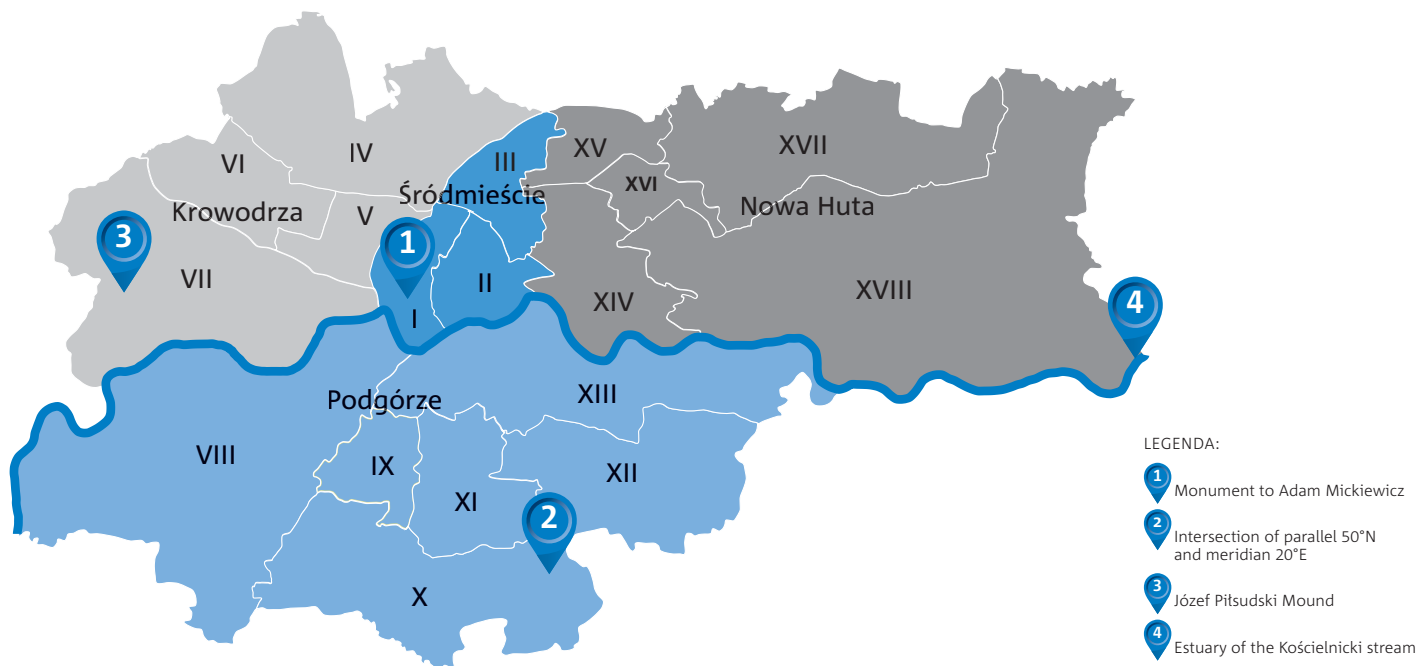 IV
VI
III
XV
XVII
XVI
Śródmieście
V
Krowodrza
Nowa Huta
3
1
VII
II
XVIII
XIV
4
I
Podgórze
XIII
VIII
IX
XII
XI
2
X
LEGENDA:
1
Monument to Adam Mickiewicz
2
Intersection of parallel 50°N
and meridian 20°E
3
Józef Piłsudski Mound
4
Estuary of the Kościelnicki stream